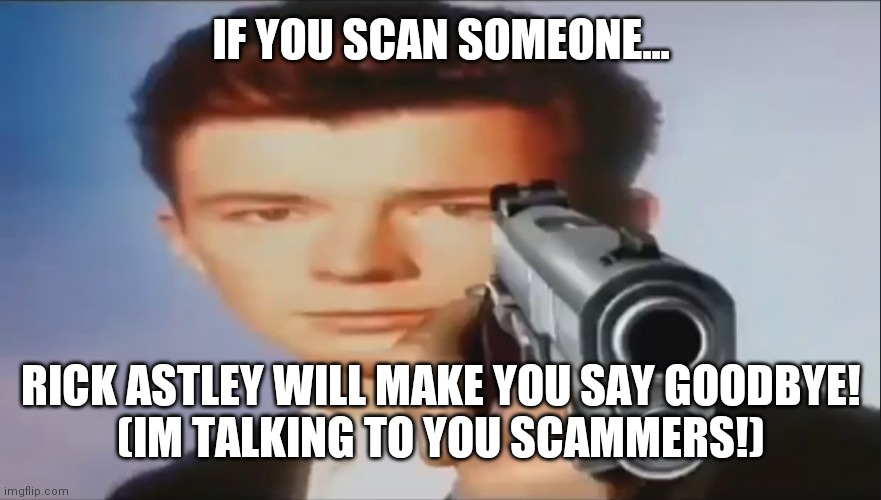 IF YOU SCAN SOMEONE...
RICK ASTLEY WILL MAKE YOU SAY GOODBYE!
(IM TALKING TO YOU SCAMMERS!)
imgflip.com